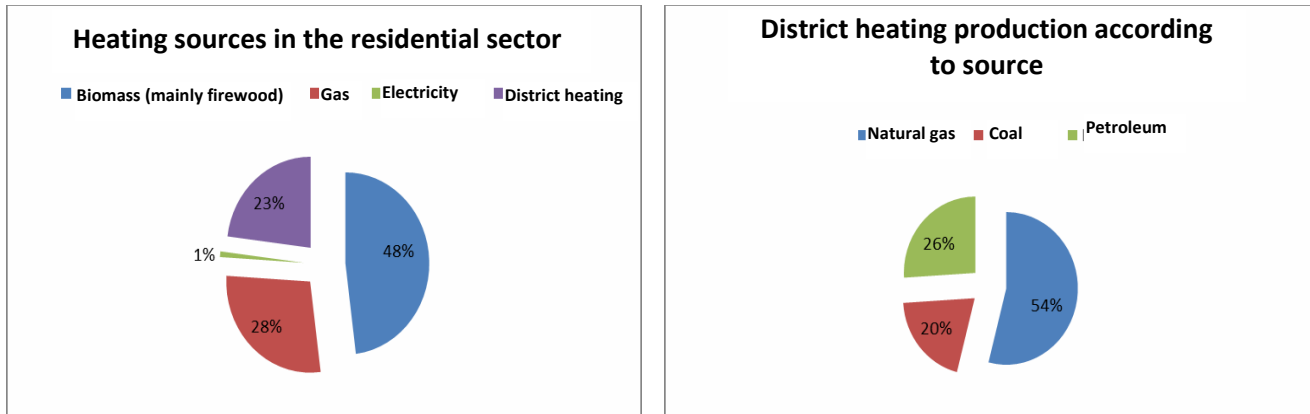 Heating sources in the residential sector
Biomass (mainly firewood) Gas Electricity District heating
23%
48%
1%
28%
District heating production according
to source
Natural gas Coal Petroleum
26%
54%
20%